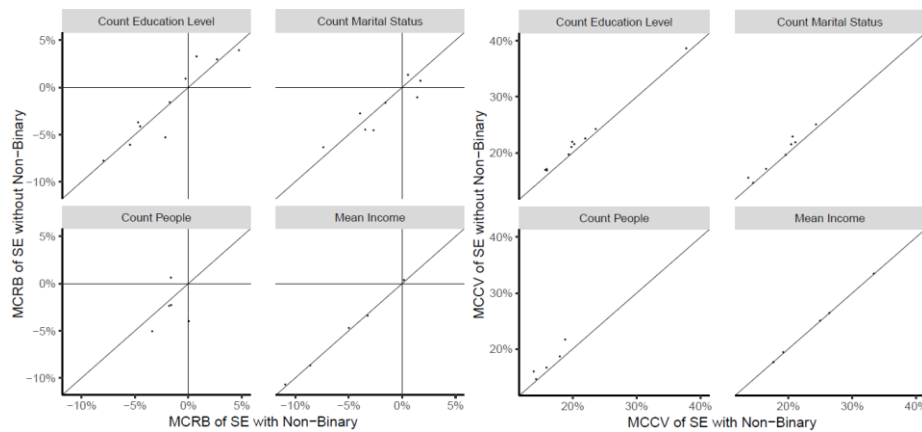 Count Education Level
Count Marital Status
5%
0%
−5%
−10%
Count People
Mean Income
5%
0%
−5%
−10%
−10%
−5%
0%
5%
−10%
−5%
0%
5%
MCRB of SE with Non−Binary
MCRB of SE without Non−Binary
Count Education Level
Count Marital Status
40%
30%
20%
Count People
Mean Income
40%
30%
20%
20%
30%
40%
20%
30%
40%
MCCV of SE with Non−Binary
MCCV of SE without Non−Binary